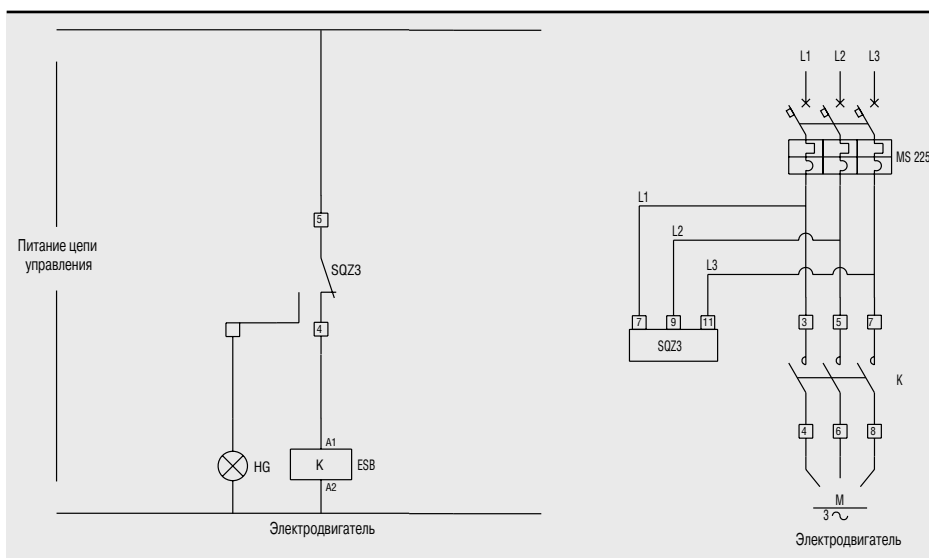 L1 L2 L3
MS 225
L1
L2
L3
5
Питание цепи
управления
SQZ3
4
7 9 11
SQZ3
3 5 7
K
4 6 8
A1
K
ESB
HG
A2
M
3
Электродвигатель
Электродвигатель